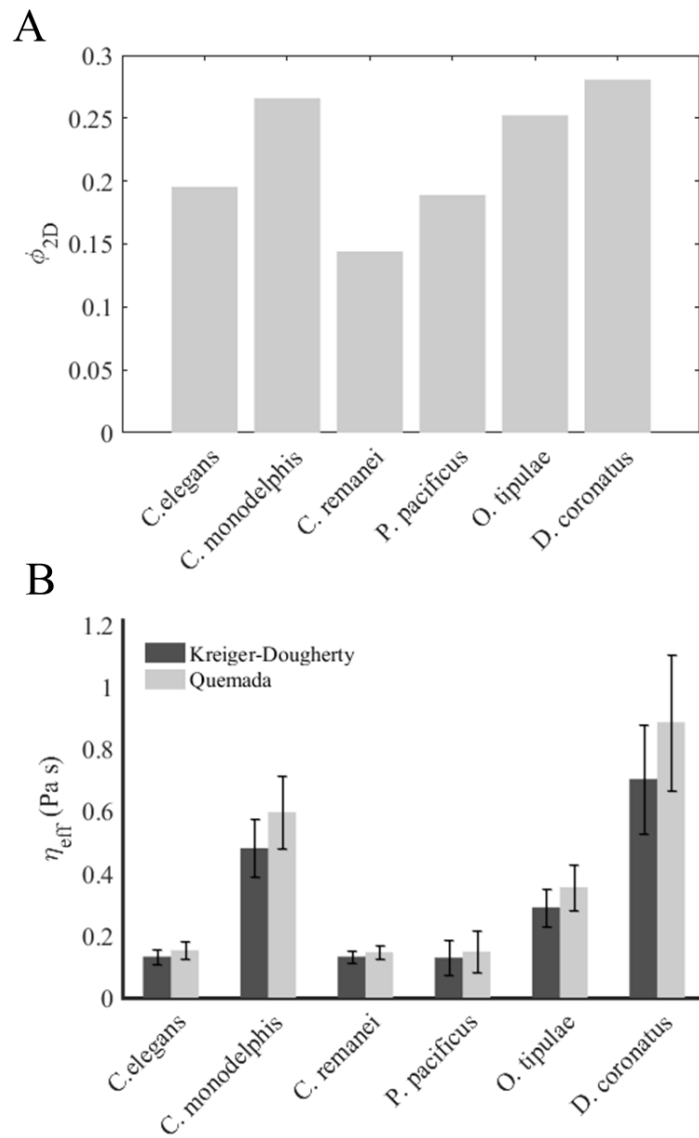 A
0.3
0.25
0.2
0.15
0.1
0.05
0
ϕ2D
C.elegans
C. monodelphis
C. remanei
P. pacificus
O. tipulae
D. coronatus
B
1.2
1
0.8
0.6
0.4
0.2
0
ηeff (Pa s)
Kreiger-Dougherty
Quemada
C.elegans
C. monodelphis
C. remanei
P. pacificus
O. tipulae
D. coronatus